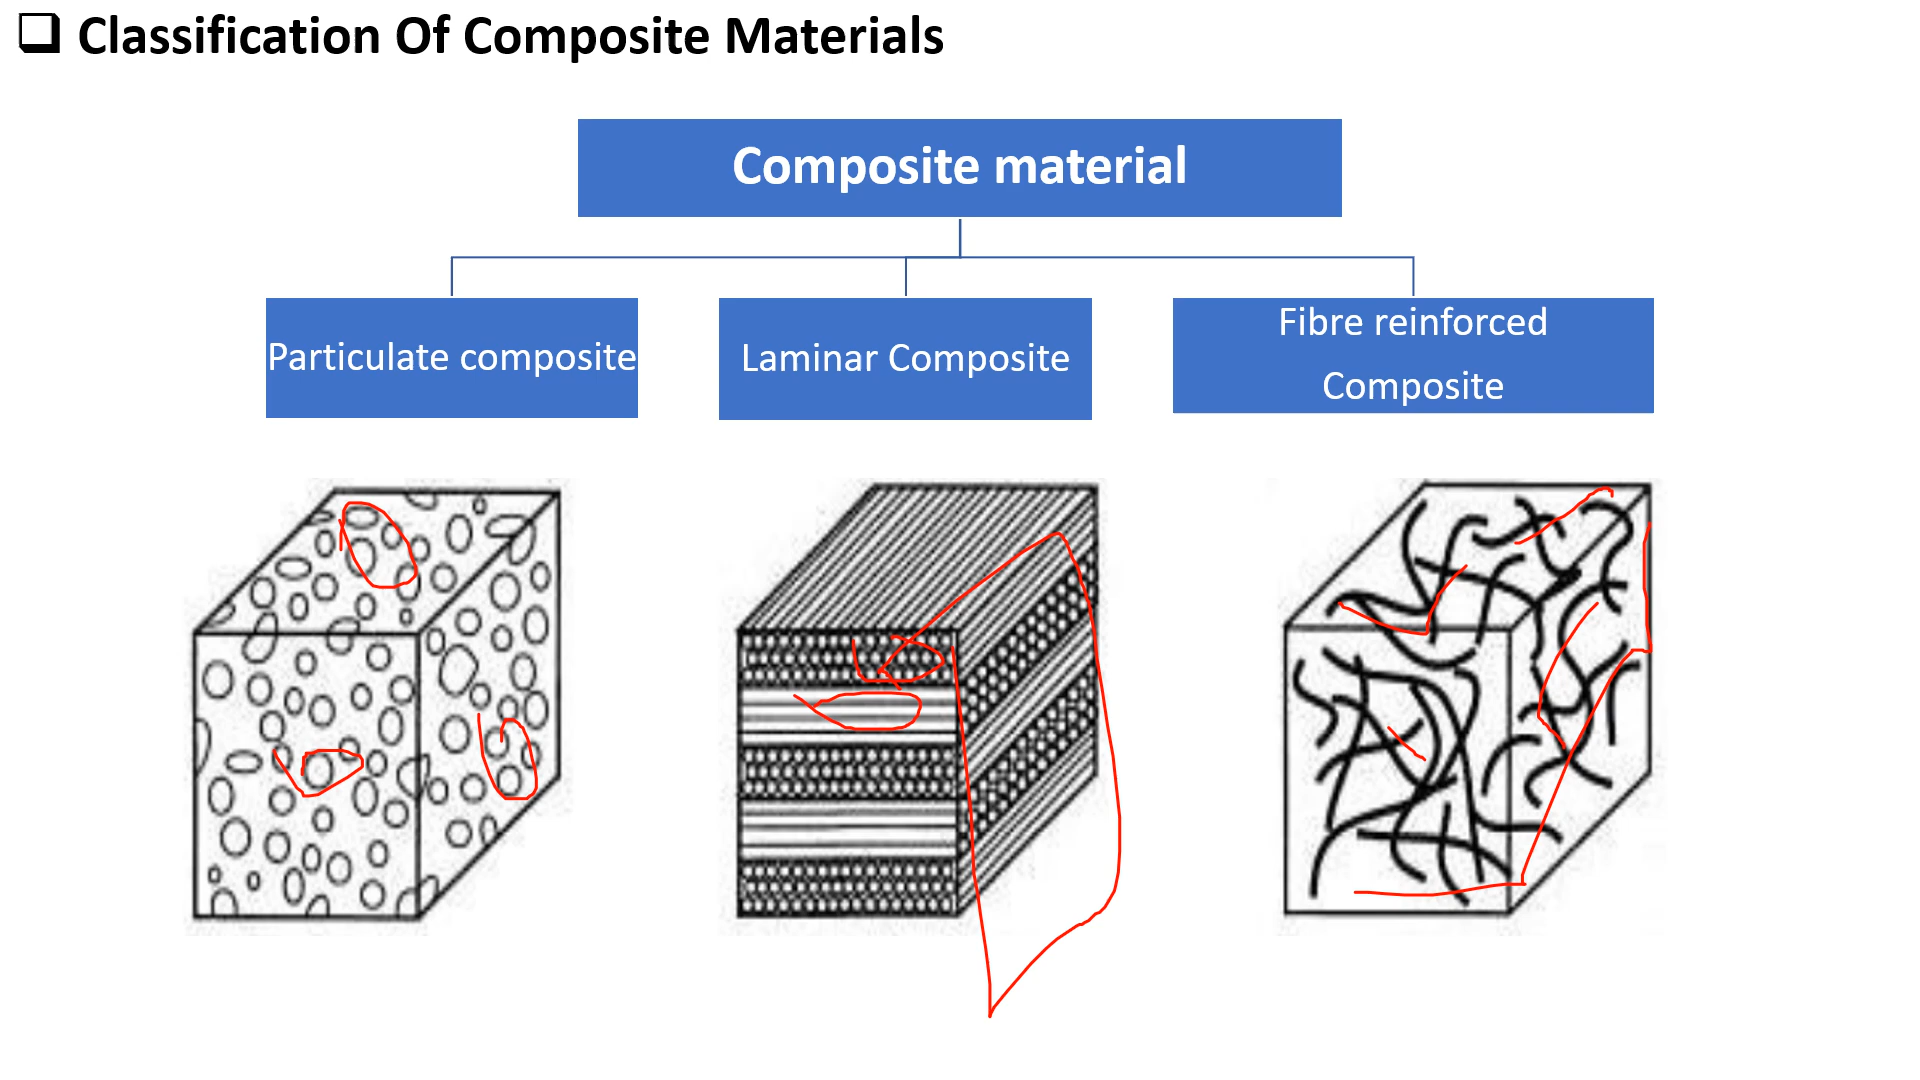 Classification Of Composite Materials
Composite material
Particulate composite
Laminar Composite
Fibre reinforced
Composite